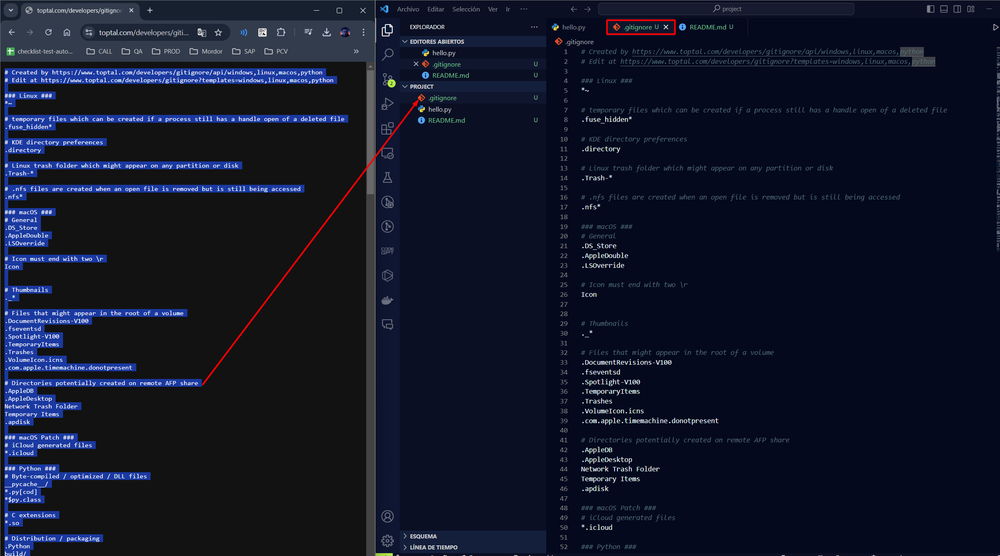 toptal.com/developers/gitignor
toptal.com/developers/giti...
checklist-test-auto...
CALL
QA
PROD
Mordor
SAP
PCV
# Created by https://www.toptal.com/developers/gitignore/api/windows,linux,macos,python
# Edit at https://www.toptal.com/developers/gitignore?templates=windows,linux,macos,python
### Linux ###
*~
# temporary files which can be created if a process still has a handle open of a deleted file
.fuse_hidden*
# KDE directory preferences
.directory
# Linux trash folder which might appear on any partition or disk
.Trash-*
# .nfs files are created when an open file is removed but is still being accessed
.nfs*
### macOS ###
# General
.DS_Store
.AppleDouble
.LSOverride
# Icon must end with two \r
Icon
# Thumbnails
._*
# Files that might appear in the root of a volume
.DocumentRevisions-V100
.fseventsd
.Spotlight-V100
.TemporaryItems
.Trashes
.VolumeIcon.icns
.com.apple.timemachine.donotpresent
# Directories potentially created on remote AFP share
.AppleDB
.AppleDesktop
Network Trash Folder
Temporary Items
.apdisk
### macOS Patch ###
# iCloud generated files
*.icloud
### Python ###
# Byte-compiled / optimized / DLL files
__pycache__/
*.py[cod]
*$py.class
# C extensions
*.so
# Distribution / packaging
.Python
build/
Archivo Editar Selección Ver Ir ···
project
2
CODE GPT
EXPLORADOR ···
EDITORES ABIERTOS
hello.py
.gitignore U
README.md U
PROJECT
.gitignore U
hello.py
README.md U
ESQUEMA
LÍNEA DE TIEMPO
hello.py
.gitignore U
README.md U
.gitignore
1 # Created by https://www.toptal.com/developers/gitignore/api/windows,linux,macos,python
2 # Edit at https://www.toptal.com/developers/gitignore?templates=windows,linux,macos,python
3
4 ### Linux ###
5 *~
6
7 # temporary files which can be created if a process still has a handle open of a deleted file
8 .fuse_hidden*
9
10 # KDE directory preferences
11 .directory
12
13 # Linux trash folder which might appear on any partition or disk
14 .Trash-*
15
16 # .nfs files are created when an open file is removed but is still being accessed
17 .nfs*
18
19 ### macOS ###
20 # General
21 .DS_Store
22 .AppleDouble
23 .LSOverride
24
25 # Icon must end with two \r
26 Icon
27
28
29 # Thumbnails
30 ._*
31
32 # Files that might appear in the root of a volume
33 .DocumentRevisions-V100
34 .fseventsd
35 .Spotlight-V100
36 .TemporaryItems
37 .Trashes
38 .VolumeIcon.icns
39 .com.apple.timemachine.donotpresent
40
41 # Directories potentially created on remote AFP share
42 .AppleDB
43 .AppleDesktop
44 Network Trash Folder
45 Temporary Items
46 .apdisk
47
48 ### macOS Patch ###
49 # iCloud generated files
50 *.icloud
51
52 ### Python ###